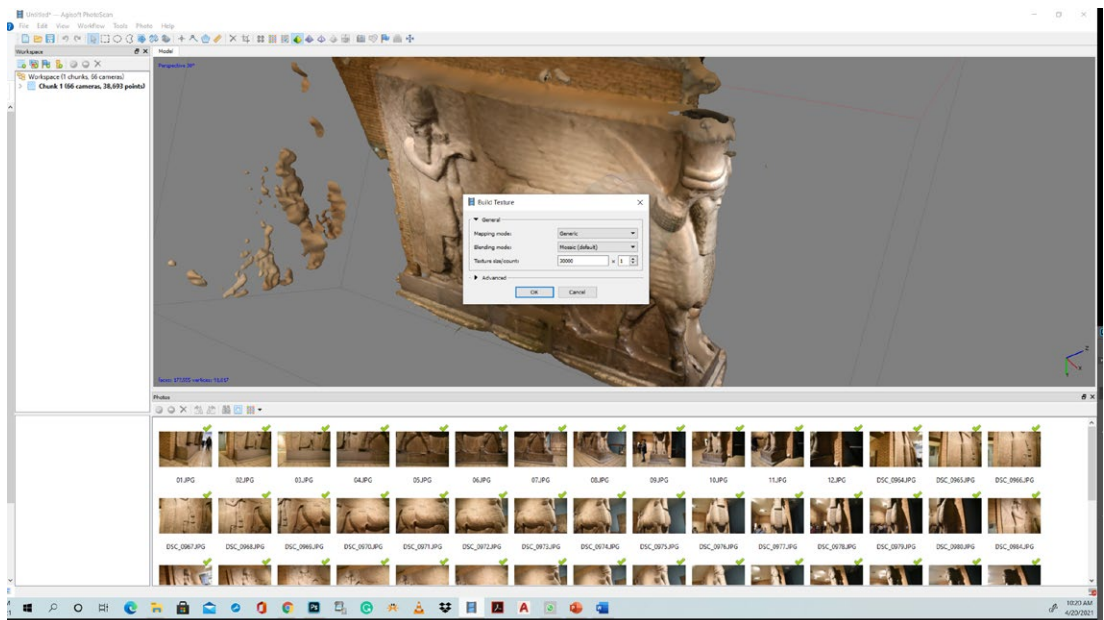 Untitled* — Agisoft PhotoScan
File Edit View Workflow Tools Photo Help
Workspace
Model
Workspace (1 chunks, 66 cameras)
Chunk 1 (66 cameras, 38,693 points)
Perspective 30°
Build Texture
General
Mapping mode: Generic
Blending mode: Mosaic (default)
Texture size/count: x 1
Advanced
OK Cancel
Photos
01.JPG 02.JPG 03.JPG 04.JPG 05.JPG 06.JPG 07.JPG 08.JPG 09.JPG 10.JPG 11.JPG 12.JPG DSC_0964.JPG DSC_0965.JPG DSC_0966.JPG
DSC_0967.JPG DSC_0968.JPG DSC_0969.JPG DSC_0970.JPG DSC_0971.JPG DSC_0972.JPG DSC_0973.JPG DSC_0974.JPG DSC_0975.JPG DSC_0976.JPG DSC_0977.JPG DSC_0978.JPG DSC_0979.JPG DSC_0980.JPG DSC_0984.JPG
10:20 AM
4/20/2021